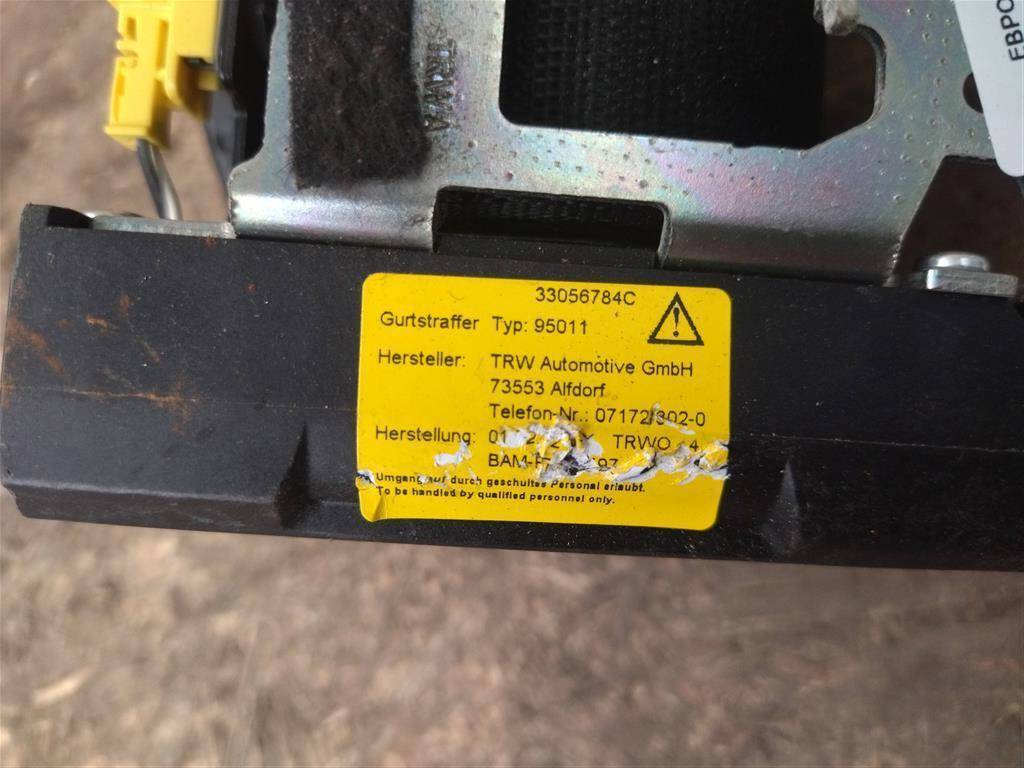 33056784C
Gurtstraffer Typ: 95011
Hersteller: TRW Automotive GmbH
73553 Alfdorf
Telefon-Nr.: 07172/302-0
Herstellung: TRWO
Umgang nur durch geschultes Personal erlaubt.
To be handled by qualified personnel only.